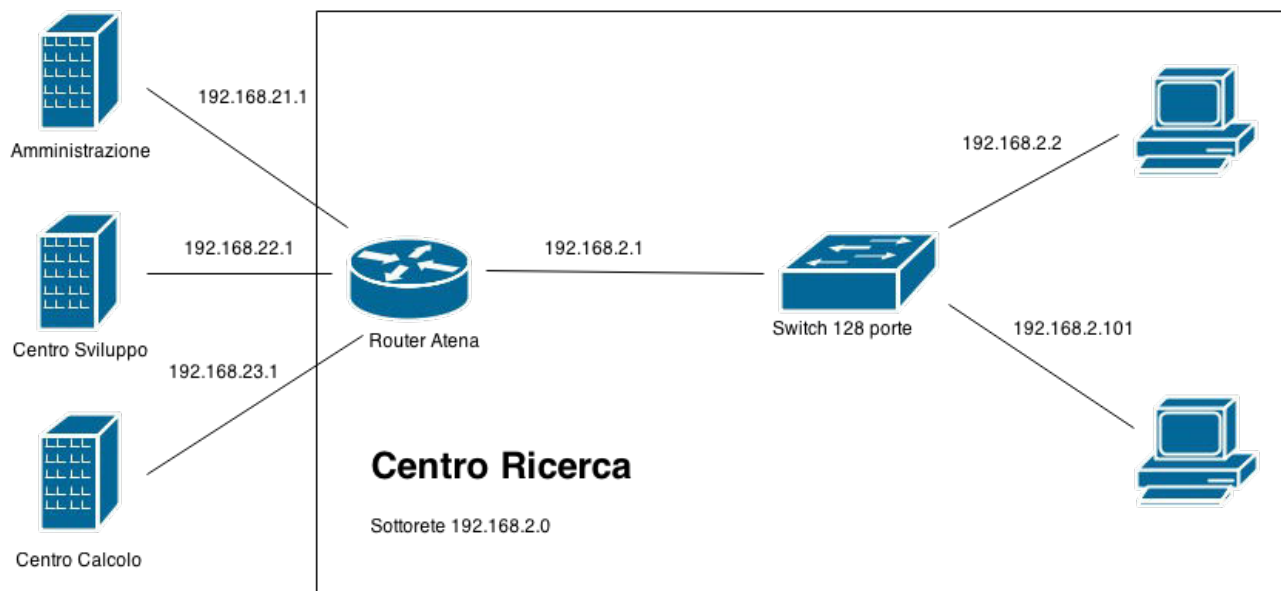 192.168.21.1
Amministrazione
192.168.2.2
192.168.22.1
192.168.2.1
Centro Sviluppo
Router Atena
Switch 128 porte
192.168.2.101
192.168.23.1
Centro Ricerca
Sottorete 192.168.2.0
Centro Calcolo